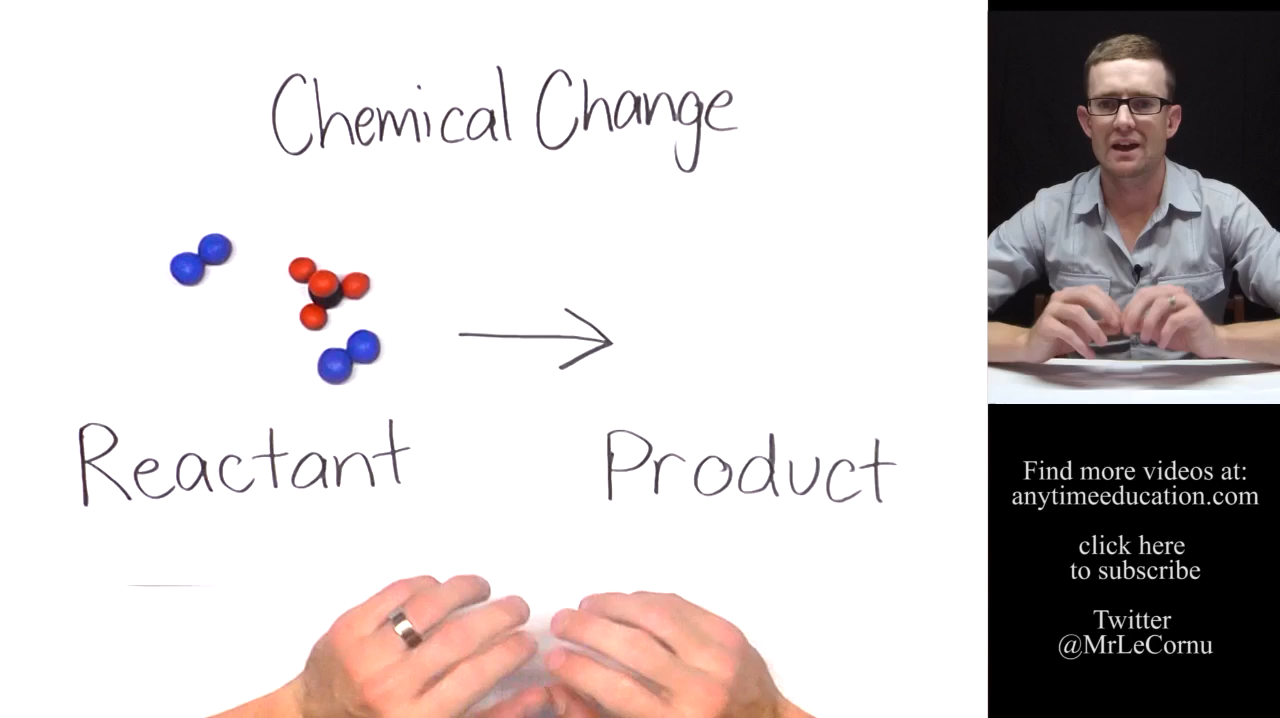 Chemical Change
Reactant
Product
Find more videos at:
anytimeeducation.com
click here
to subscribe
Twitter
@MrLeCornu